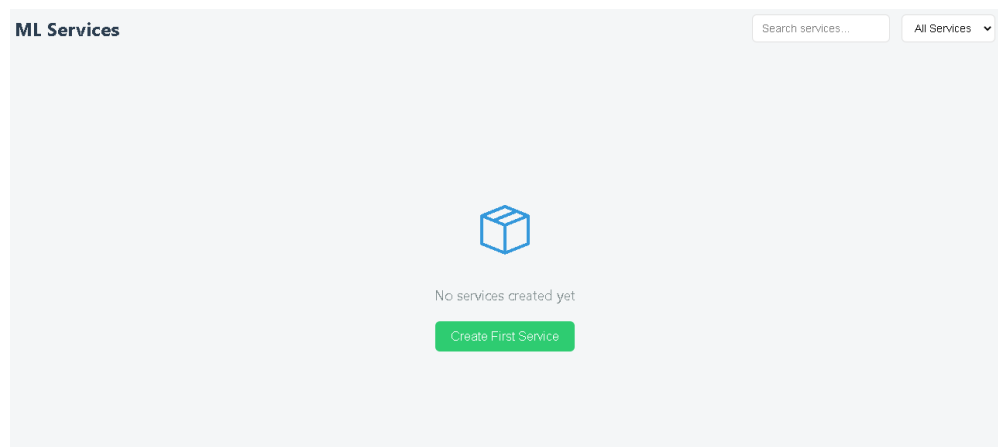 ML Services
Search services...
All Services
No services created yet
Create First Service